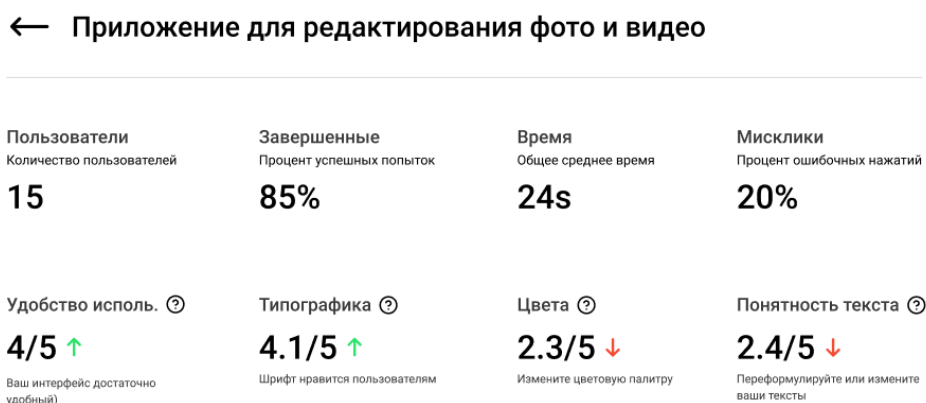 ← Приложение для редактирования фото и видео
Пользователи
Количество пользователей
15
Завершенные
Процент успешных попыток
85%
Время
Общее среднее время
24s
Мисклики
Процент ошибочных нажатий
20%
Удобство исполь. ?
4/5 ↑
Ваш интерфейс достаточно
удобный)
Типографика ?
4.1/5 ↑
Шрифт нравится пользователям
Цвета ?
2.3/5 ↓
Измените цветовую палитру
Понятность текста ?
2.4/5 ↓
Переформулируйте или измените
ваши тексты